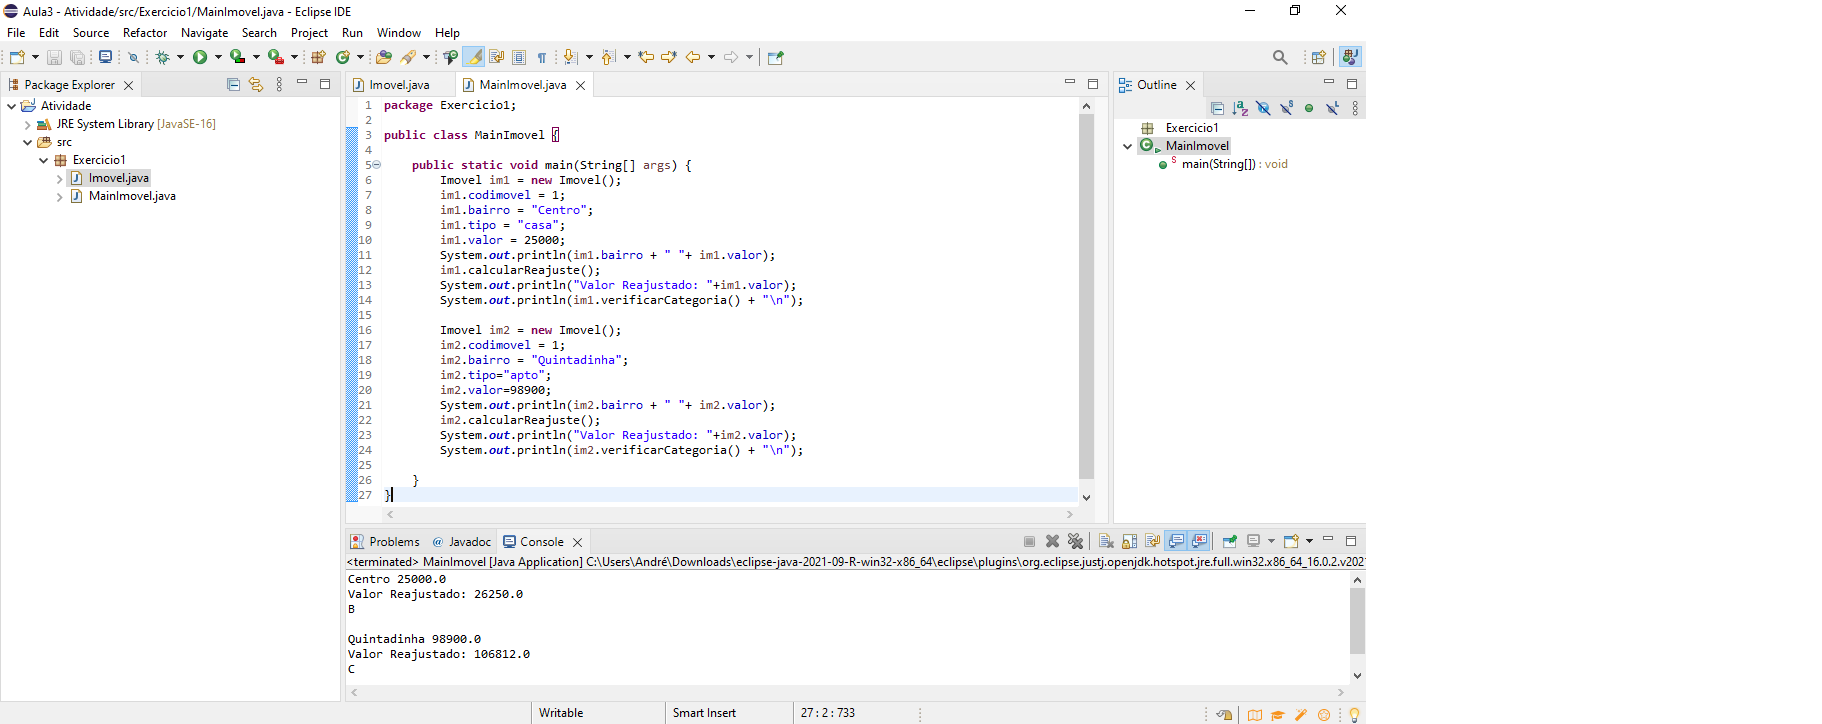 Aula3 - Atividade/src/Exercicio1/MainImovel.java - Eclipse IDE
File Edit Source Refactor Navigate Search Project Run Window Help
Package Explorer
Atividade
JRE System Library [JavaSE-16]
src
Exercicio1
Imovel.java
MainImovel.java
Imovel.java MainImovel.java
1 package Exercicio1;
2
3 public class MainImovel {
4
5 public static void main(String[] args) {
6 Imovel im1 = new Imovel();
7 im1.codimovel = 1;
8 im1.bairro = "Centro";
9 im1.tipo = "casa";
10 im1.valor = 25000;
11 System.out.println(im1.bairro + " "+ im1.valor);
12 im1.calcularReajuste();
13 System.out.println("Valor Reajustado: "+im1.valor);
14 System.out.println(im1.verificarCategoria() + "\n");
15
16 Imovel im2 = new Imovel();
17 im2.codimovel = 1;
18 im2.bairro = "Quintadinha";
19 im2.tipo="apto";
20 im2.valor=98900;
21 System.out.println(im2.bairro + " "+ im2.valor);
22 im2.calcularReajuste();
23 System.out.println("Valor Reajustado: "+im2.valor);
24 System.out.println(im2.verificarCategoria() + "\n");
25
26 }
27 }
Outline
Exercicio1
MainImovel
main(String[]) : void
Problems @ Javadoc Console
<terminated> MainImovel [Java Application] C:\Users\André\Downloads\eclipse-java-2021-09-R-win32-x86_64\eclipse\plugins\org.eclipse.justj.openjdk.hotspot.jre.full.win32.x86_64_16.0.2.v2021
Centro 25000.0
Valor Reajustado: 26250.0
B
Quintadinha 98900.0
Valor Reajustado: 106812.0
C
Writable Smart Insert 27 : 2 : 733